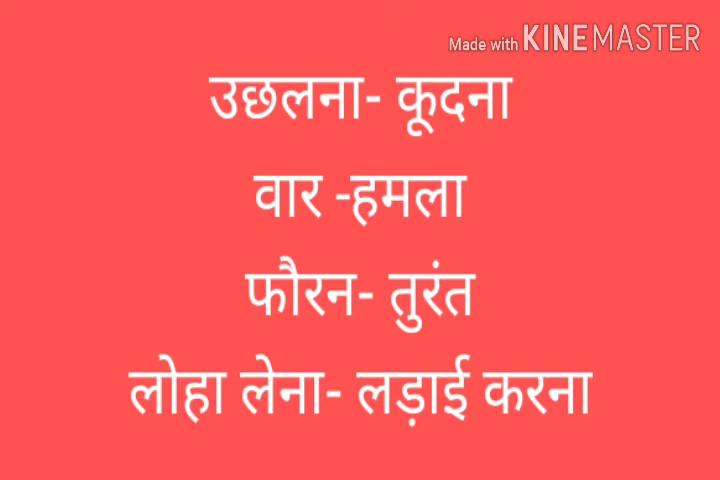 Made with KINEMASTER
उछलना- कूदना
वार -हमला
फौरन- तुरंत
लोहा लेना- लड़ाई करना